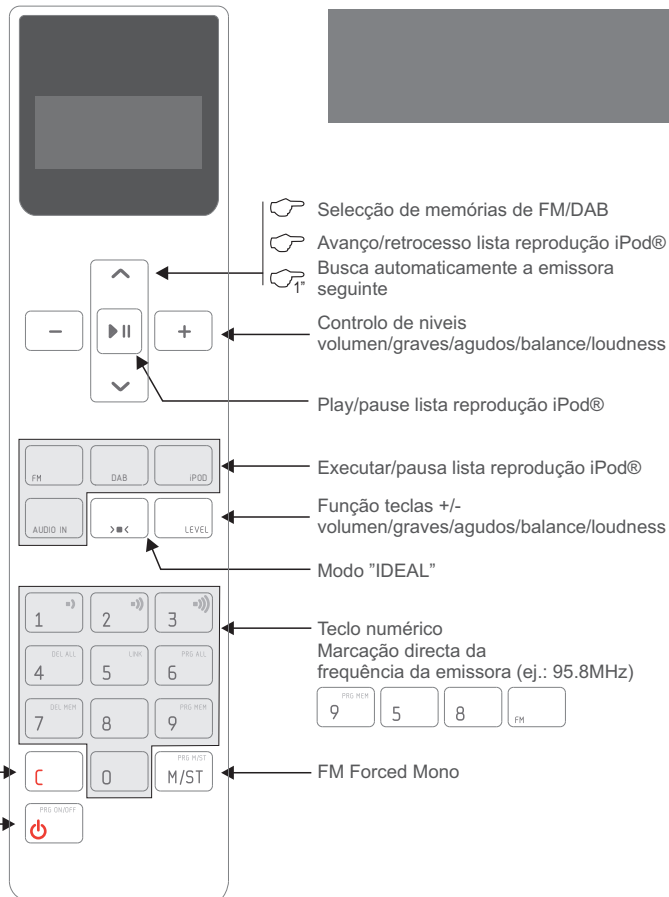 Selecção de memórias de FM/DAB
Avanço/retrocesso lista reprodução iPod®
1"
Busca automaticamente a emissora
seguinte
Controlo de niveis
volumen/graves/agudos/balance/loudness
Play/pause lista reprodução iPod®
FM
DAB
iPOD
Executar/pausa lista reprodução iPod®
AUDIO IN
>■<
LEVEL
Função teclas +/-
volumen/graves/agudos/balance/loudness
Modo "IDEAL"
1
2
3
Teclo numérico
Marcação directa da
frequência da emissora (ej.: 95.8MHz)
DEL ALL
4
LINK
5
PRG ALL
6
DEL MEM
7
8
PRG MEM
9
PRG MEM
9
5
8
FM
C
0
PRG M/ST
M/ST
FM Forced Mono
PRG ON/OFF